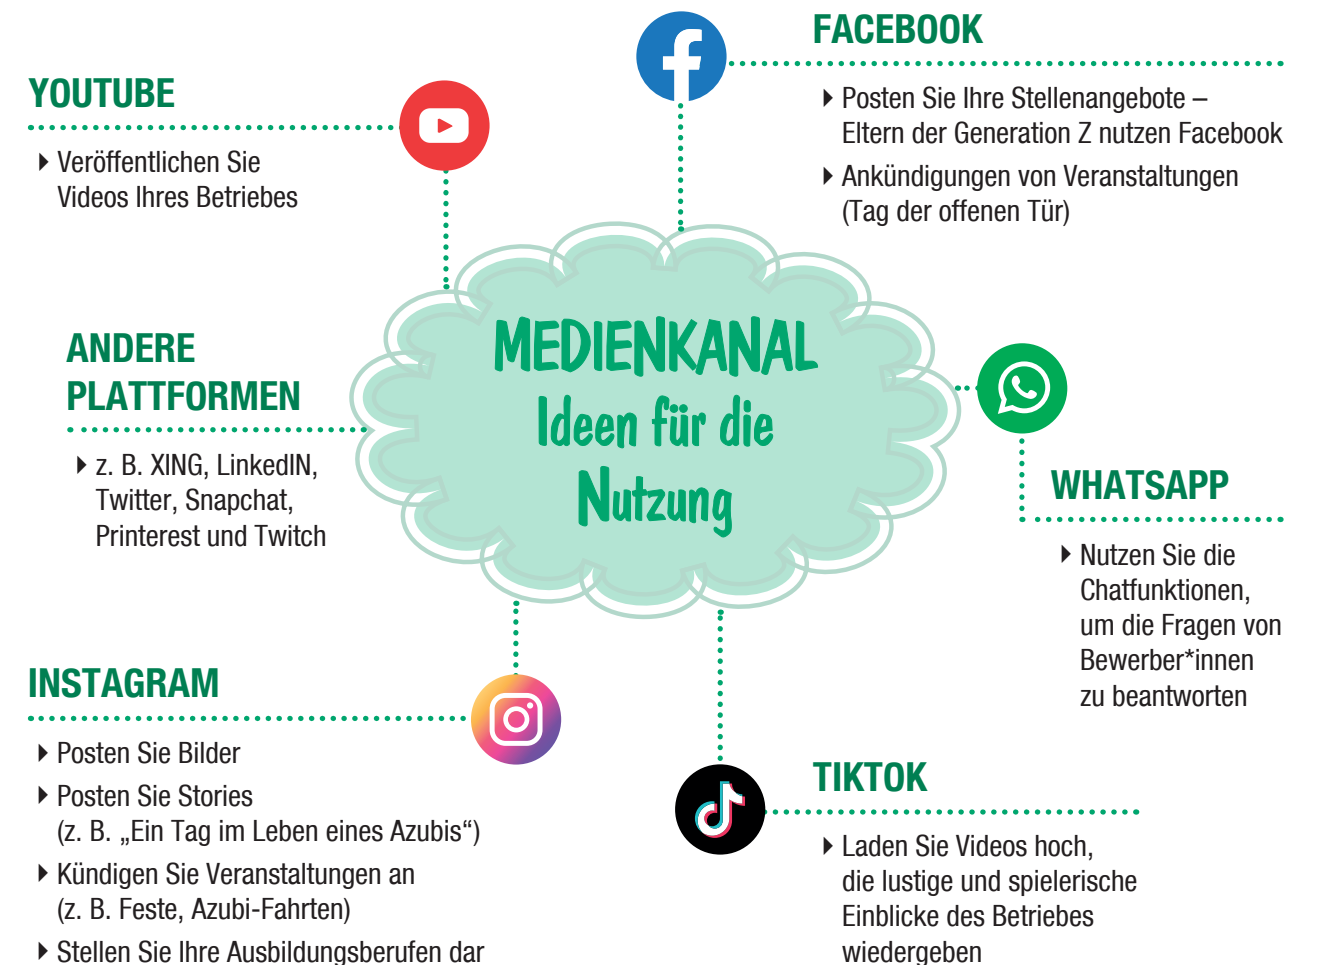 FACEBOOK
▸ Posten Sie Ihre Stellenangebote –
Eltern der Generation Z nutzen Facebook
▸ Ankündigungen von Veranstaltungen
(Tag der offenen Tür)
YOUTUBE
▸ Veröffentlichen Sie
Videos Ihres Betriebes
MEDIENKANAL
Ideen für die
Nutzung
ANDERE
PLATTFORMEN
▸ z. B. XING, LinkedIN,
Twitter, Snapchat,
Printerest und Twitch
WHATSAPP
▸ Nutzen Sie die
Chatfunktionen,
um die Fragen von
Bewerber*innen
zu beantworten
INSTAGRAM
▸ Posten Sie Bilder
▸ Posten Sie Stories
(z. B. „Ein Tag im Leben eines Azubis“)
▸ Kündigen Sie Veranstaltungen an
(z. B. Feste, Azubi-Fahrten)
▸ Stellen Sie Ihre Ausbildungsberufen dar
TIKTOK
▸ Laden Sie Videos hoch,
die lustige und spielerische
Einblicke des Betriebes
wiedergeben